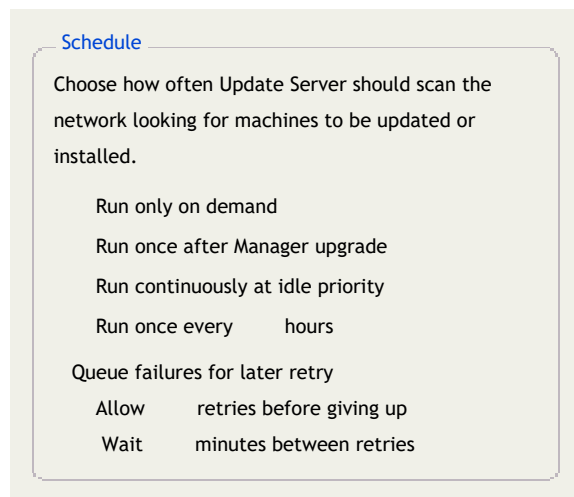 Schedule
Choose how often Update Server should scan the
network looking for machines to be updated or
installed.
Run only on demand
Run once after Manager upgrade
Run continuously at idle priority
Run once every hours
Queue failures for later retry
Allow retries before giving up
Wait minutes between retries